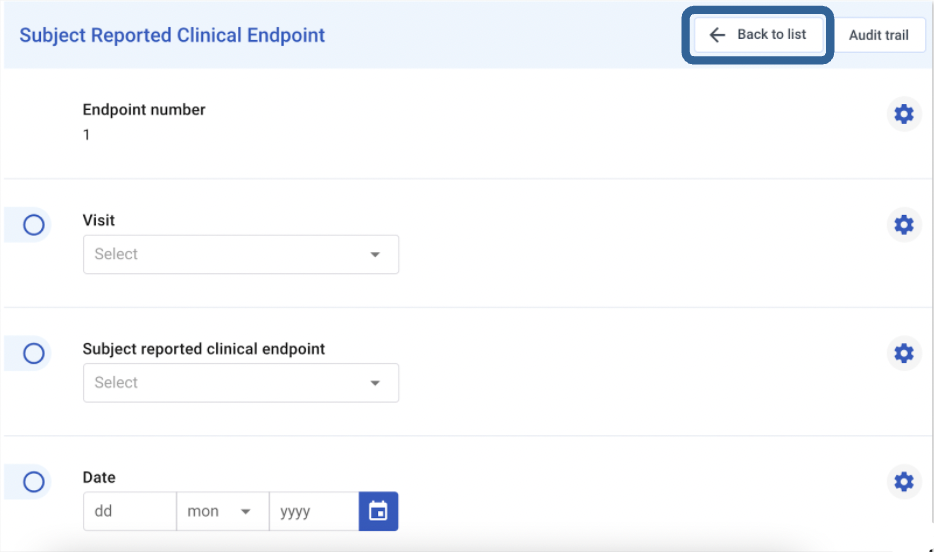 Subject Reported Clinical Endpoint
Back to list
Audit trail
Endpoint number
1
Visit
Select
Subject reported clinical endpoint
Select
Date
dd mon yyyy